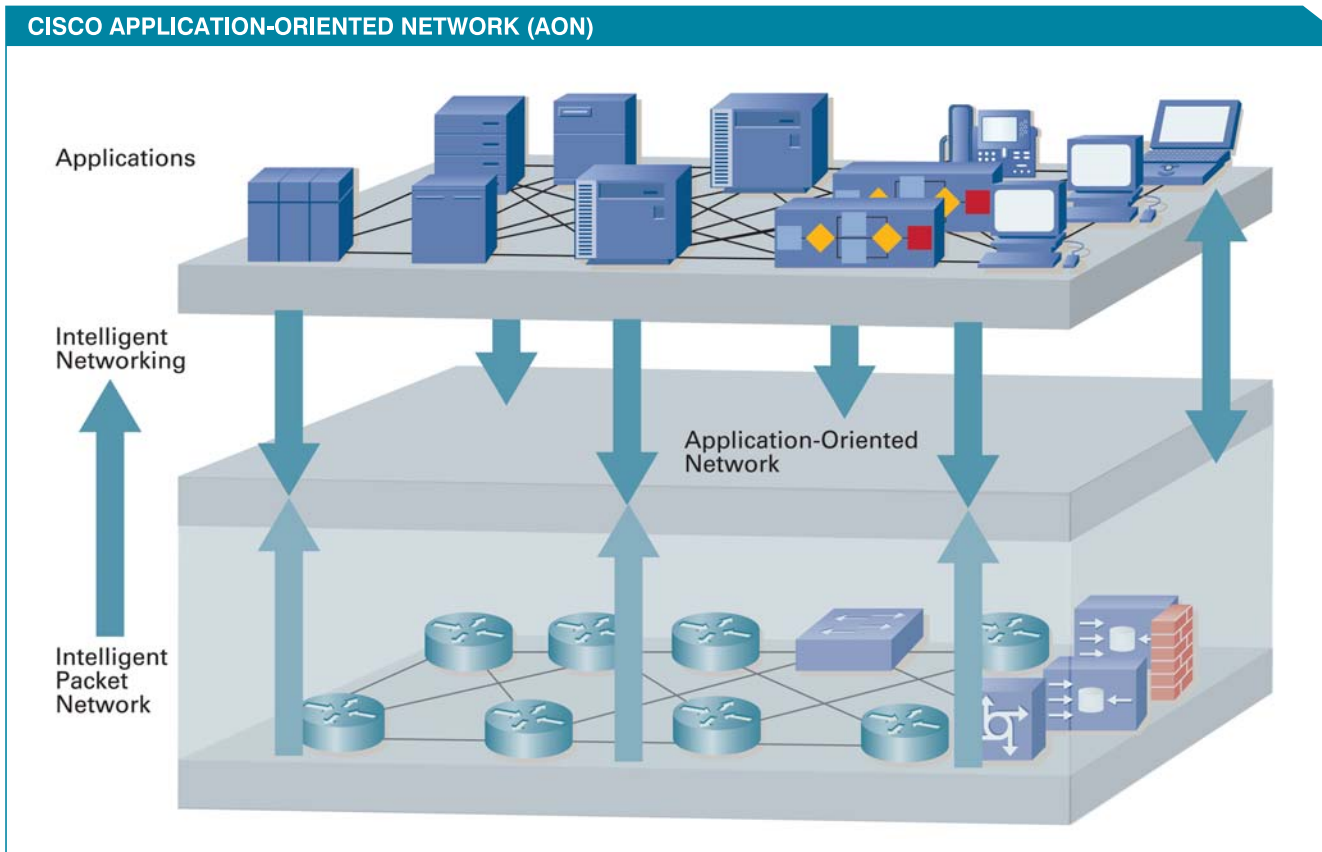 CISCO APPLICATION-ORIENTED NETWORK (AON)
Applications
Intelligent
Networking
Application-Oriented
Network
Intelligent
Packet
Network